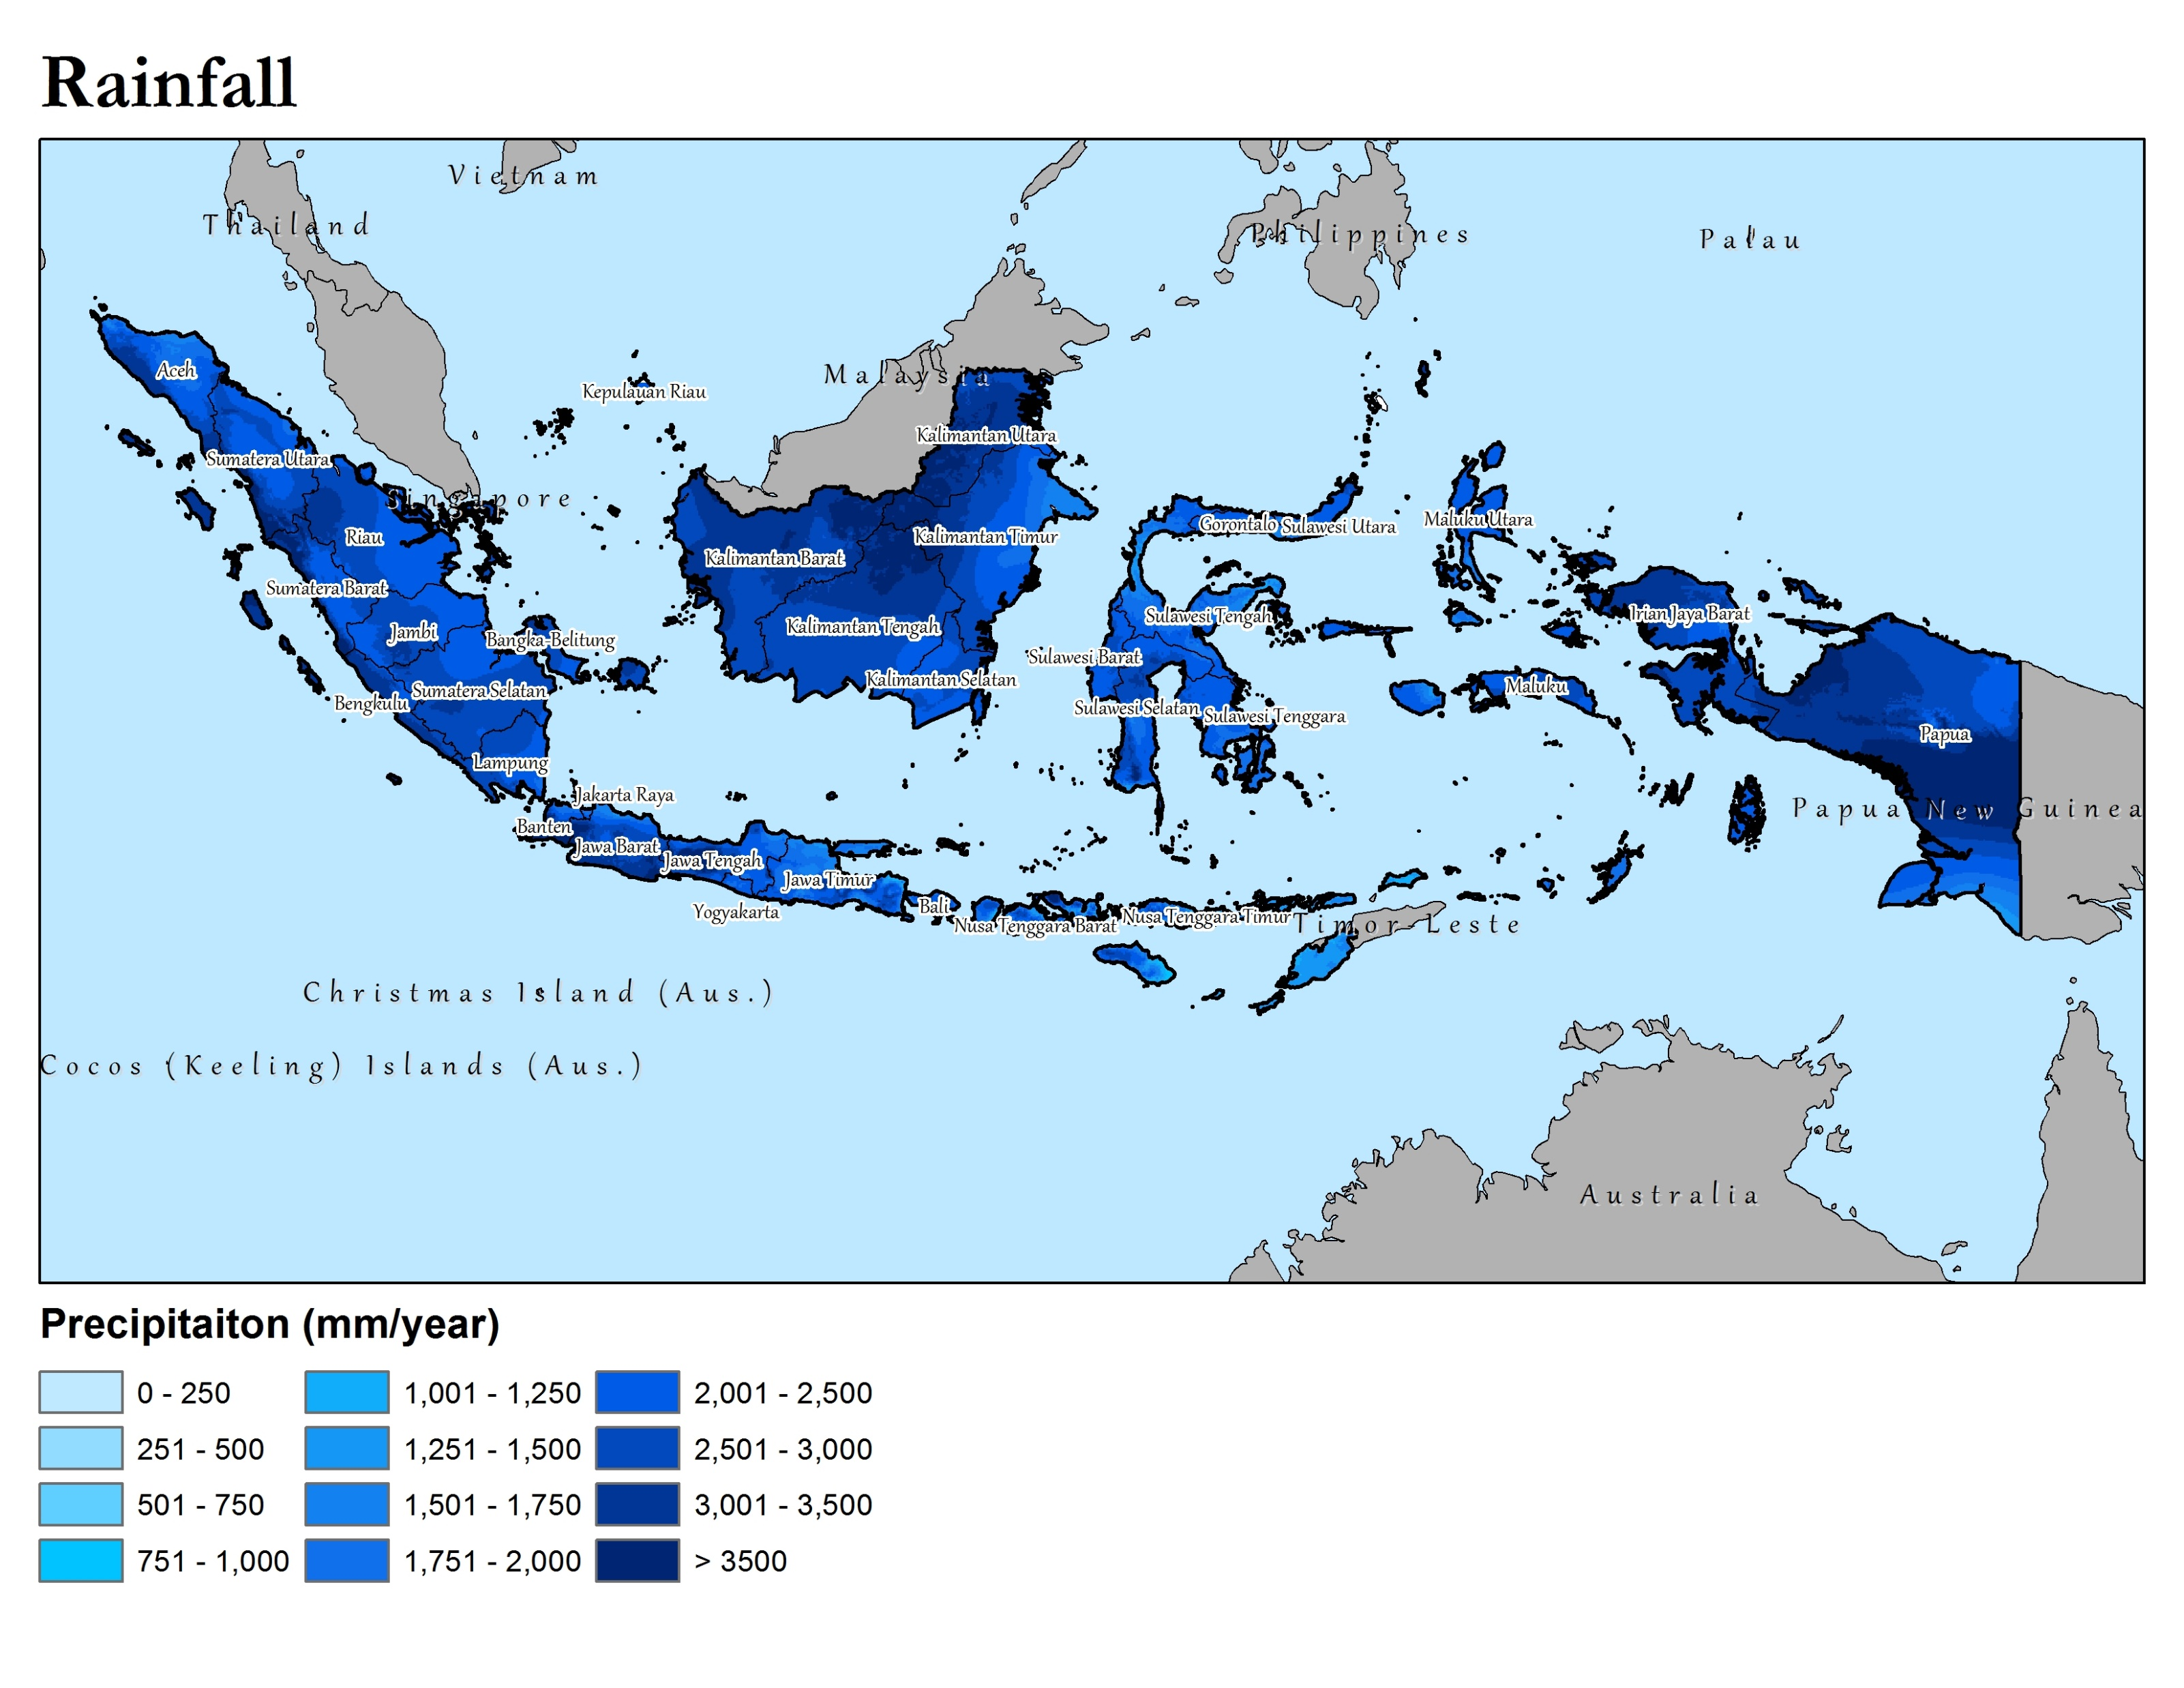 Rainfall
Vietnam
Thailand
Philippines
Palau
Aceh
Malaysia
Kepulauan Riau
Kalimantan Utara
Sumatera Utara
Singapore
Maluku Utara
Gorontalo
Sulawesi Utara
Riau
Kalimantan Timur
Kalimantan Barat
Sumatera Barat
Irian Jaya Barat
Sulawesi Tengah
Kalimantan Tengah
Jambi
Bangka-Belitung
Sulawesi Barat
Kalimantan Selatan
Maluku
Sumatera Selatan
Bengkulu
Sulawesi Selatan
Sulawesi Tenggara
Papua
Lampung
Jakarta Raya
Papua New Guinea
Banten
Jawa Barat
Jawa Tengah
Jawa Timur
Bali
Yogyakarta
Nusa Tenggara Timur
Nusa Tenggara Barat
Timor-Leste
Christmas Island (Aus.)
Cocos (Keeling) Islands (Aus.)
Australia
Precipitaiton (mm/year)
0 - 250
251 - 500
501 - 750
751 - 1,000
1,001 - 1,250
1,251 - 1,500
1,501 - 1,750
1,751 - 2,000
2,001 - 2,500
2,501 - 3,000
3,001 - 3,500
> 3500